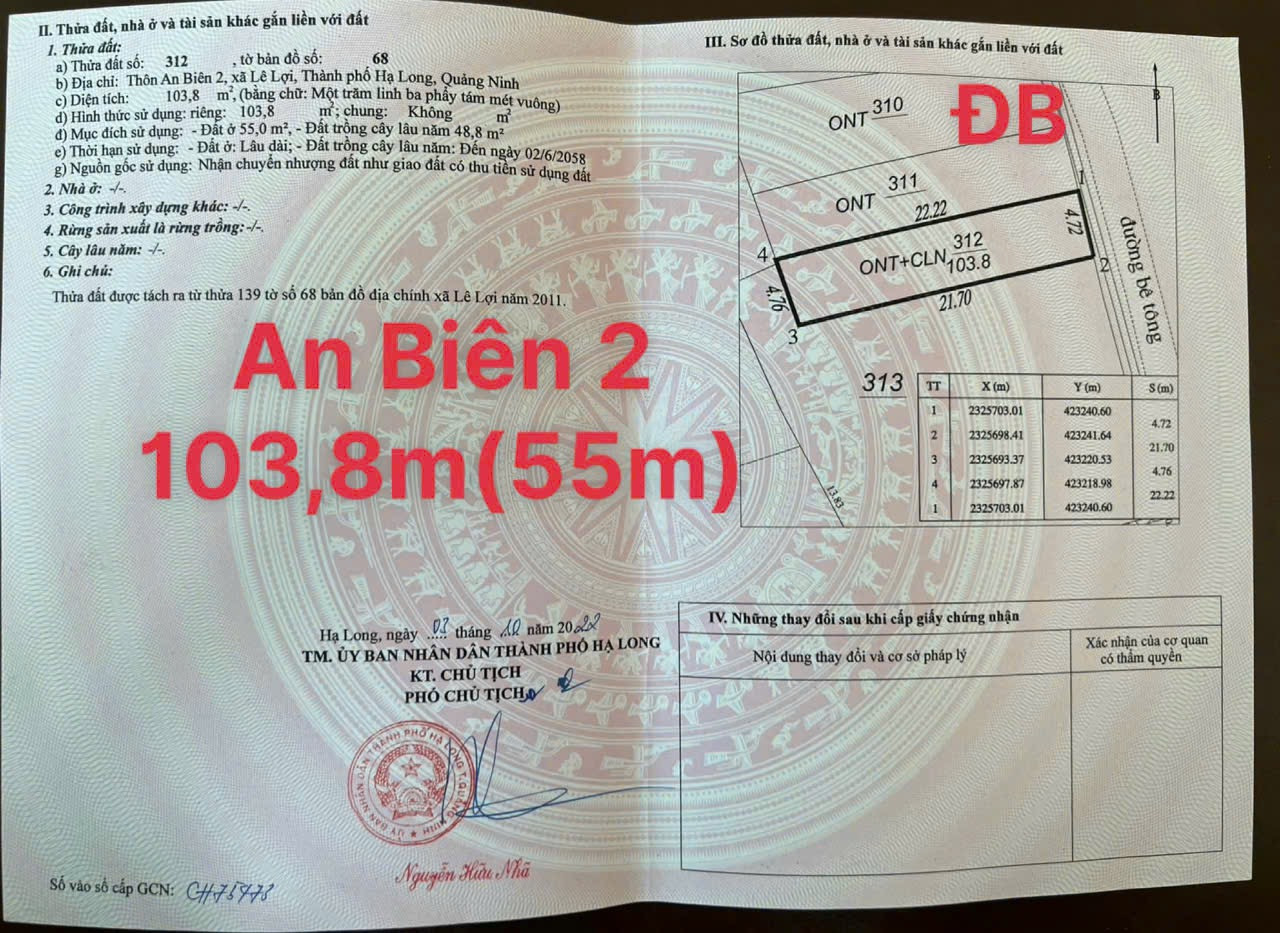 II. Thửa đất, nhà ở và tài sản khác gắn liền với đất
1. Thửa đất:
a) Thửa đất số: 312 , tờ bản đồ số: 68
b) Địa chỉ: Thôn An Biên 2, xã Lê Lợi, Thành phố Hạ Long, Quảng Ninh
c) Diện tích: 103,8 m², (bằng chữ: Một trăm linh ba phẩy tám mét vuông)
d) Hình thức sử dụng: riêng: 103,8 m²; chung: Không m²
đ) Mục đích sử dụng: - Đất ở 55,0 m², - Đất trồng cây lâu năm 48,8 m²
e) Thời hạn sử dụng: - Đất ở: Lâu dài; - Đất trồng cây lâu năm: Đến ngày 02/6/2058
g) Nguồn gốc sử dụng: Nhận chuyển nhượng đất như giao đất có thu tiền sử dụng đất
2. Nhà ở: -/-.
3. Công trình xây dựng khác: -/-.
4. Rừng sản xuất là rừng trồng: -/-.
5. Cây lâu năm: -/-.
6. Ghi chú:
Thửa đất được tách ra từ thửa 139 tờ số 68 bản đồ địa chính xã Lê Lợi năm 2011.
An Biên 2
103,8m(55m)
Hạ Long, ngày 03 tháng 10 năm 2022
TM. ỦY BAN NHÂN DÂN THÀNH PHỐ HẠ LONG
KT. CHỦ TỊCH
PHÓ CHỦ TỊCH
ỦY BAN NHÂN DÂN THÀNH PHỐ HẠ LONG T. QUẢNG NINH
Nguyễn Hữu Nhã
Số vào sổ cấp GCN: CH75773
III. Sơ đồ thửa đất, nhà ở và tài sản khác gắn liền với đất
ĐB
B
ONT 310
ONT 311
22.22
1
4.72
2
4
ONT+CLN 312
103.8
4.76
21.70
3
đường bê tông
313
13.83
TT X (m) Y (m) S (m)
1 2325703.01 423240.60
4.72
2 2325698.41 423241.64
21.70
3 2325693.37 423220.53
4.76
4 2325697.87 423218.98
22.22
1 2325703.01 423240.60
IV. Những thay đổi sau khi cấp giấy chứng nhận
Nội dung thay đổi và cơ sở pháp lý
Xác nhận của cơ quan
có thẩm quyền